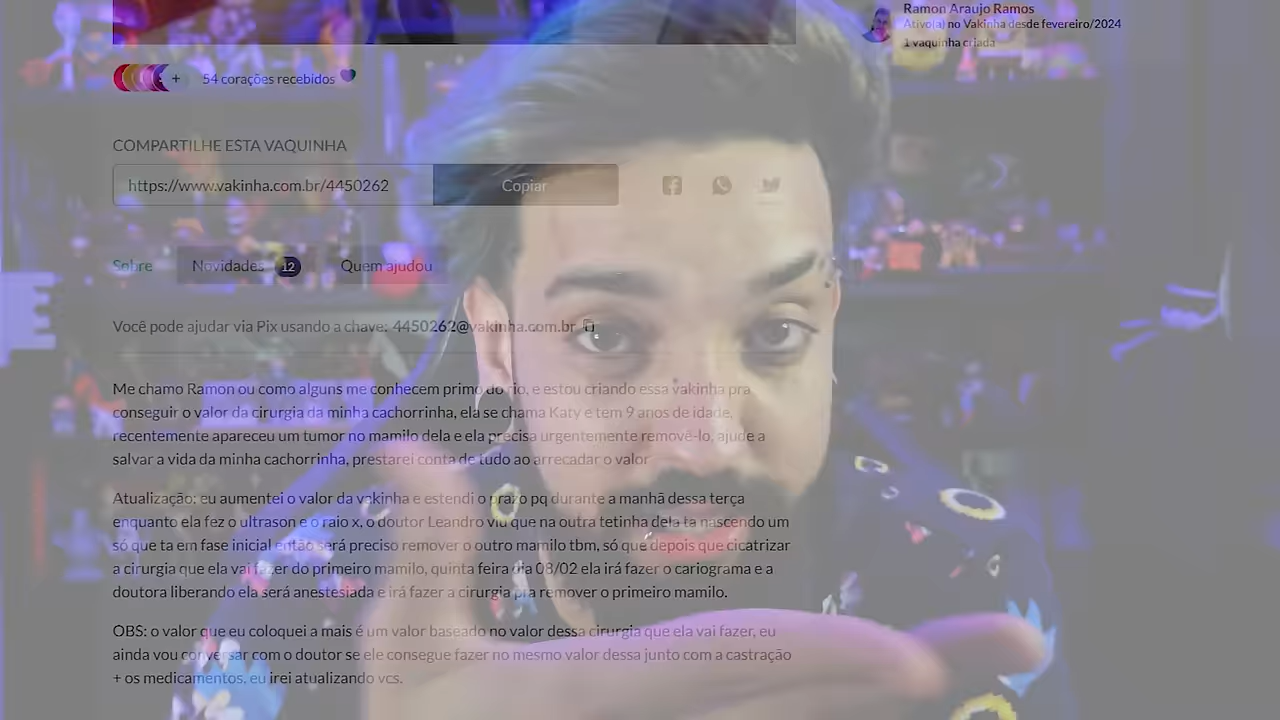 Ramon Araujo Ramos
Ativo(a) no Vakinha desde fevereiro/2024
1 vaquinha criada
+ 54 corações recebidos
COMPARTILHE ESTA VAQUINHA
https://www.vakinha.com.br/4450262 Copiar
Sobre Novidades 12 Quem ajudou
Você pode ajudar via Pix usando a chave: 4450262@vakinha.com.br
Me chamo Ramon ou como alguns me conhecem primo do rio, e estou criando essa vakinha pra
conseguir o valor da cirurgia da minha cachorrinha, ela se chama Katy e tem 9 anos de idade,
recentemente apareceu um tumor no mamilo dela e ela precisa urgentemente removê-lo, ajude a
salvar a vida da minha cachorrinha, prestarei conta de tudo ao arrecadar o valor
Atualização: eu aumentei o valor da vakinha e estendi o prazo pq durante a manhã dessa terça
enquanto ela fez o ultrason e o raio x, o doutor Leandro viu que na outra tetinha dela ta nascendo um
só que ta em fase inicial então será preciso remover o outro mamilo tbm, só que depois que cicatrizar
a cirurgia que ela vai fazer do primeiro mamilo, quinta feira dia 08/02 ela irá fazer o cariograma e a
doutora liberando ela será anestesiada e irá fazer a cirurgia pra remover o primeiro mamilo.
OBS: o valor que eu coloquei a mais é um valor baseado no valor dessa cirurgia que ela vai fazer, eu
ainda vou conversar com o doutor se ele consegue fazer no mesmo valor dessa junto com a castração
+ os medicamentos. eu irei atualizando vcs.